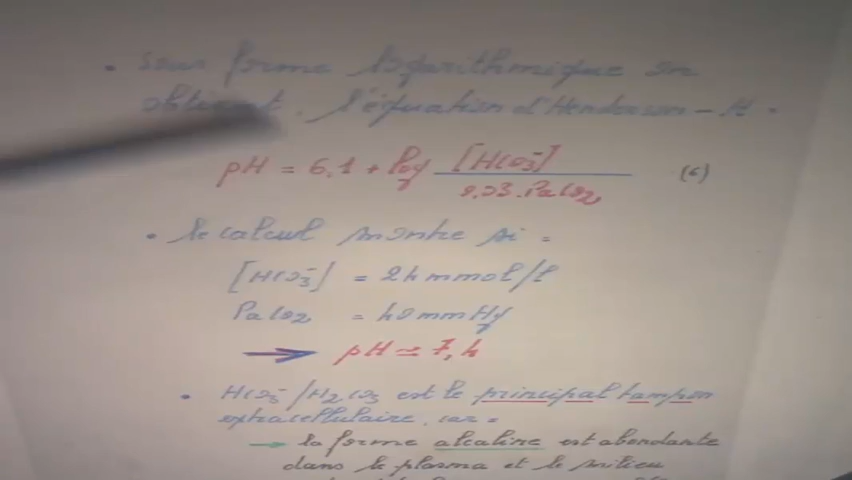 • Sous forme logarithmique on
obtient. l'équation d'Henderson - H.
pH = 6,1 + log [HCO3-] / 0.03.PaCO2 (6)
• le calcul montre si :
[HCO3-] = 24 mmol/l
PaCO2 = 40 mmHg
→ pH ≃ 7,4
• HCO3-/H2CO3 est le principal tampon
extracellulaire, car :
→ la forme alcaline est abondante
dans le plasma et le milieu